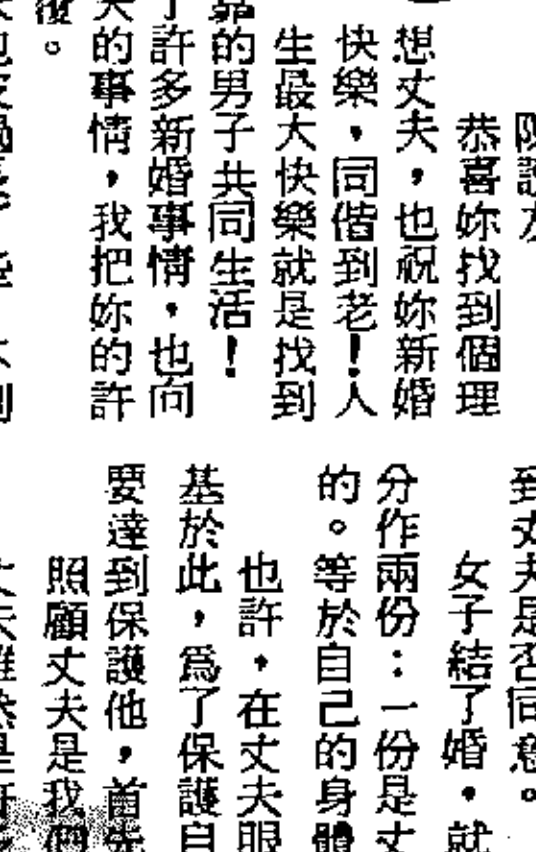 恭喜妳找到個理
想丈夫，也祝妳新婚
快樂，同偕到老！人
生最大快樂就是找到
靠的男子共同生活！
了許多新婚事情，也向
夫的事情，我把妳的許
復。
到丈夫是否同意。
女子結了婚，就
分作兩份：一份是丈
的。等於自己的身體
也許，在丈夫眼
基於此，爲了保護自
要達到保護他，首先
照顧丈夫是我們